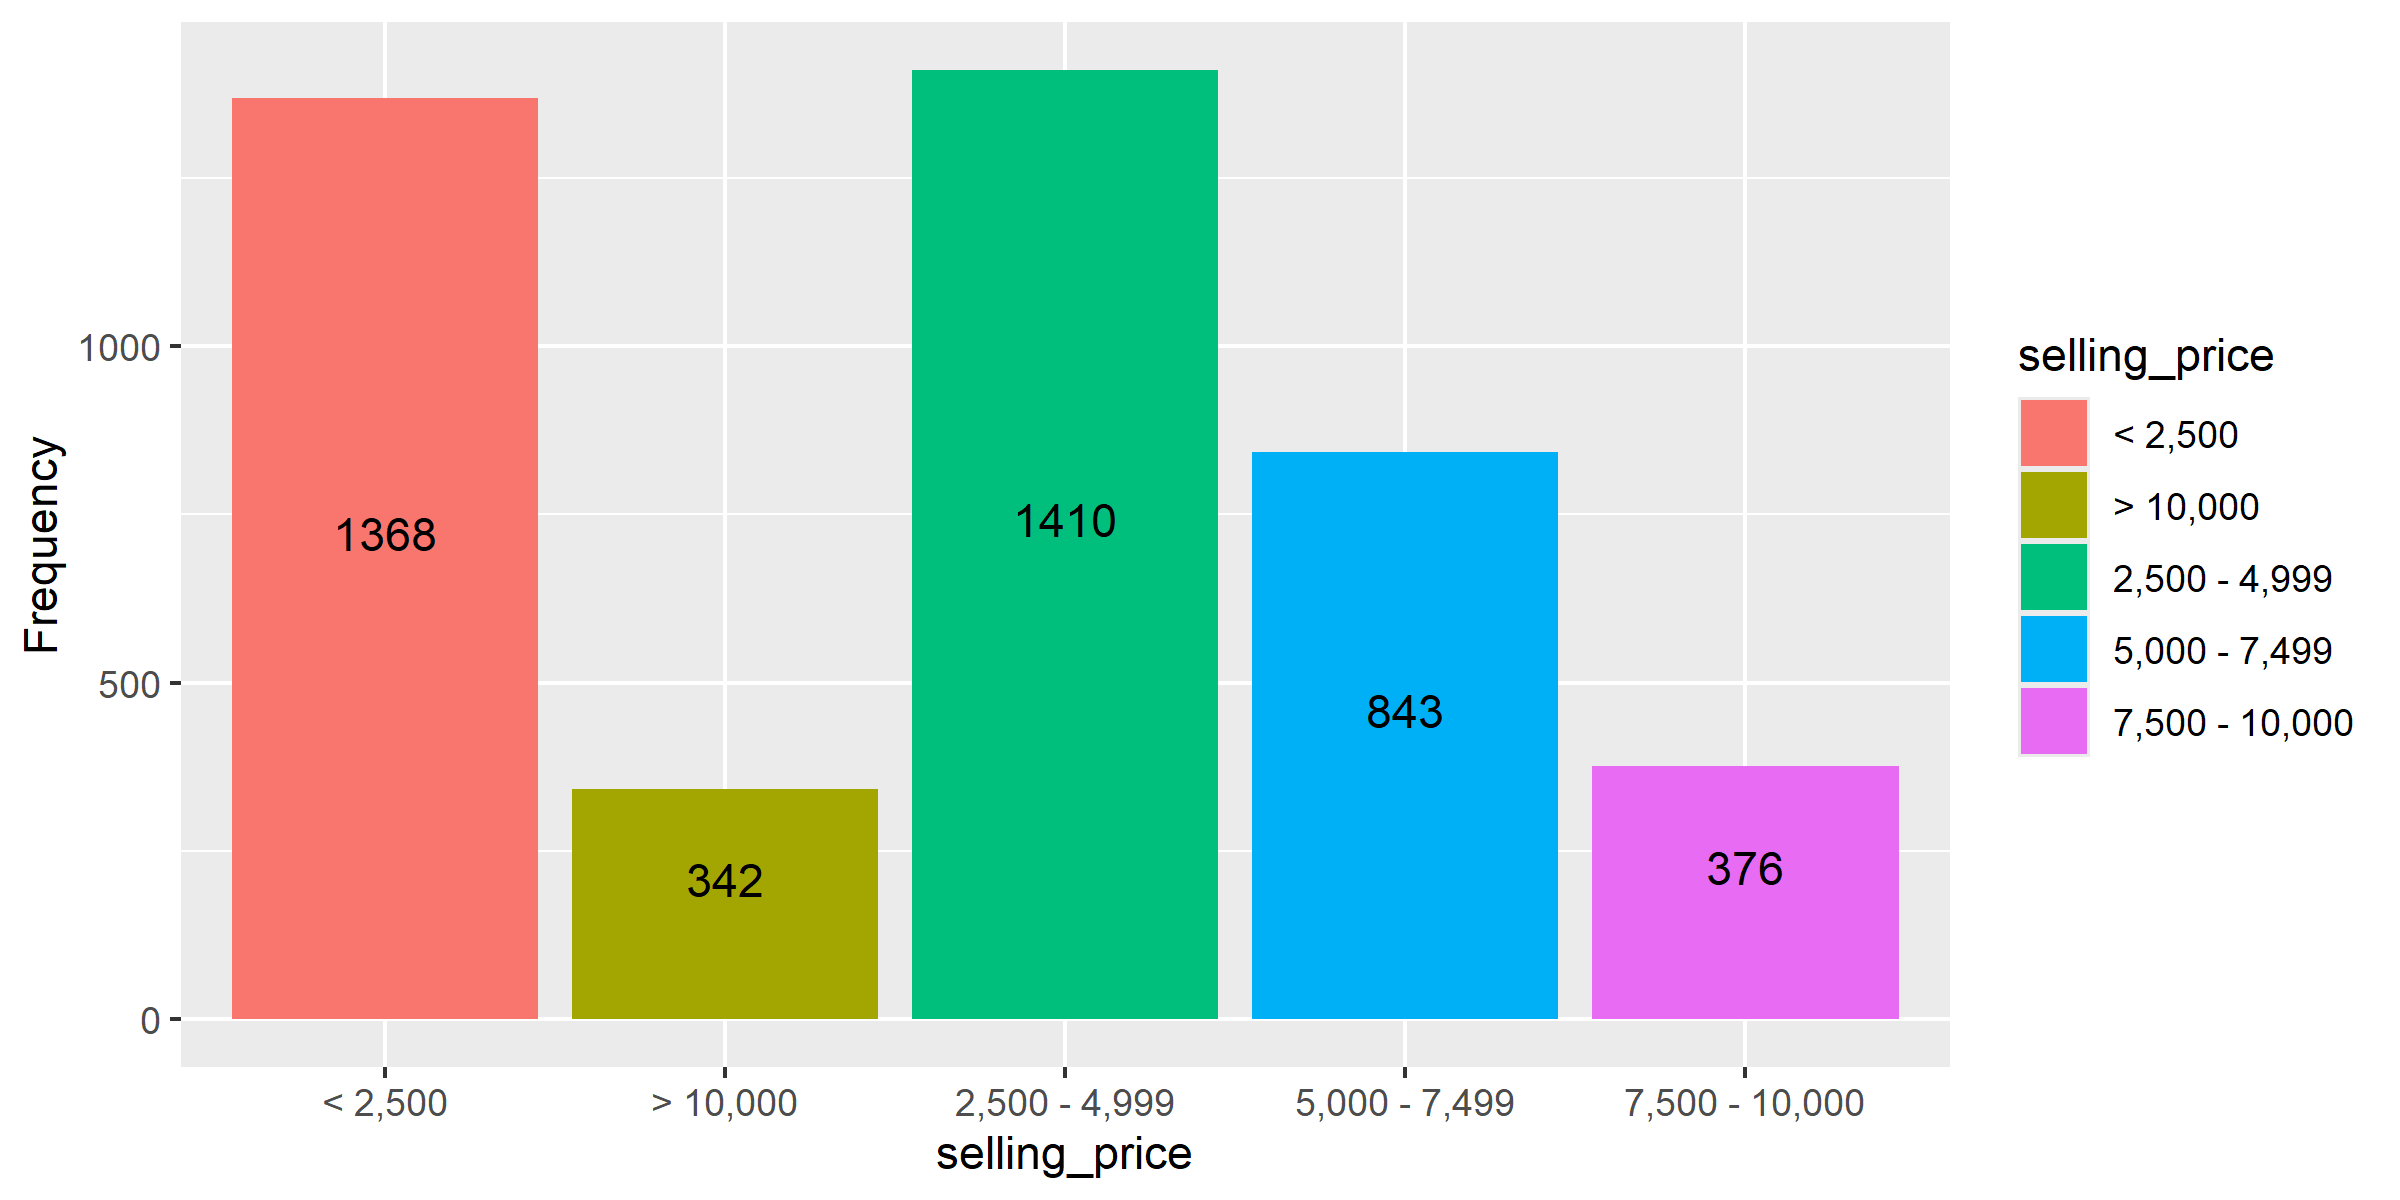 Frequency
1000
500
0
1368
342
1410
843
376
< 2,500
> 10,000
2,500 - 4,999
5,000 - 7,499
7,500 - 10,000
selling_price
selling_price
< 2,500
> 10,000
2,500 - 4,999
5,000 - 7,499
7,500 - 10,000